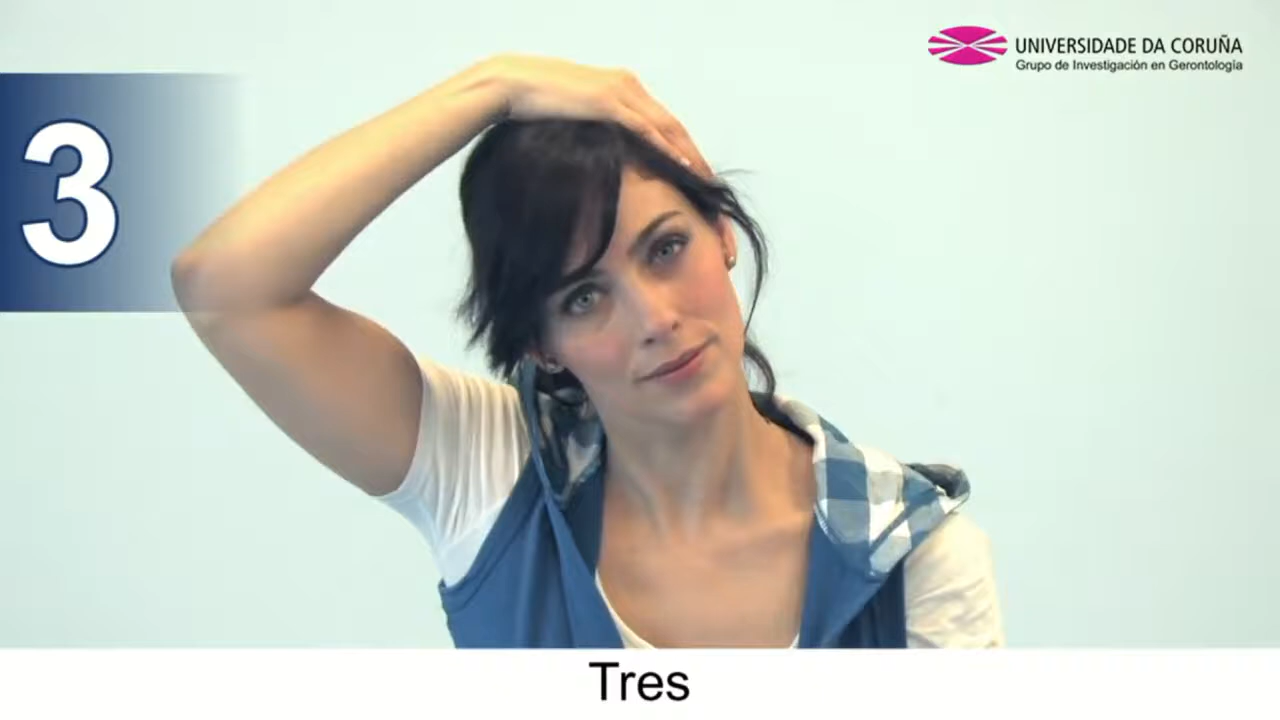 UNIVERSIDADE DA CORUÑA
Grupo de Investigación en Gerontología
3
Tres